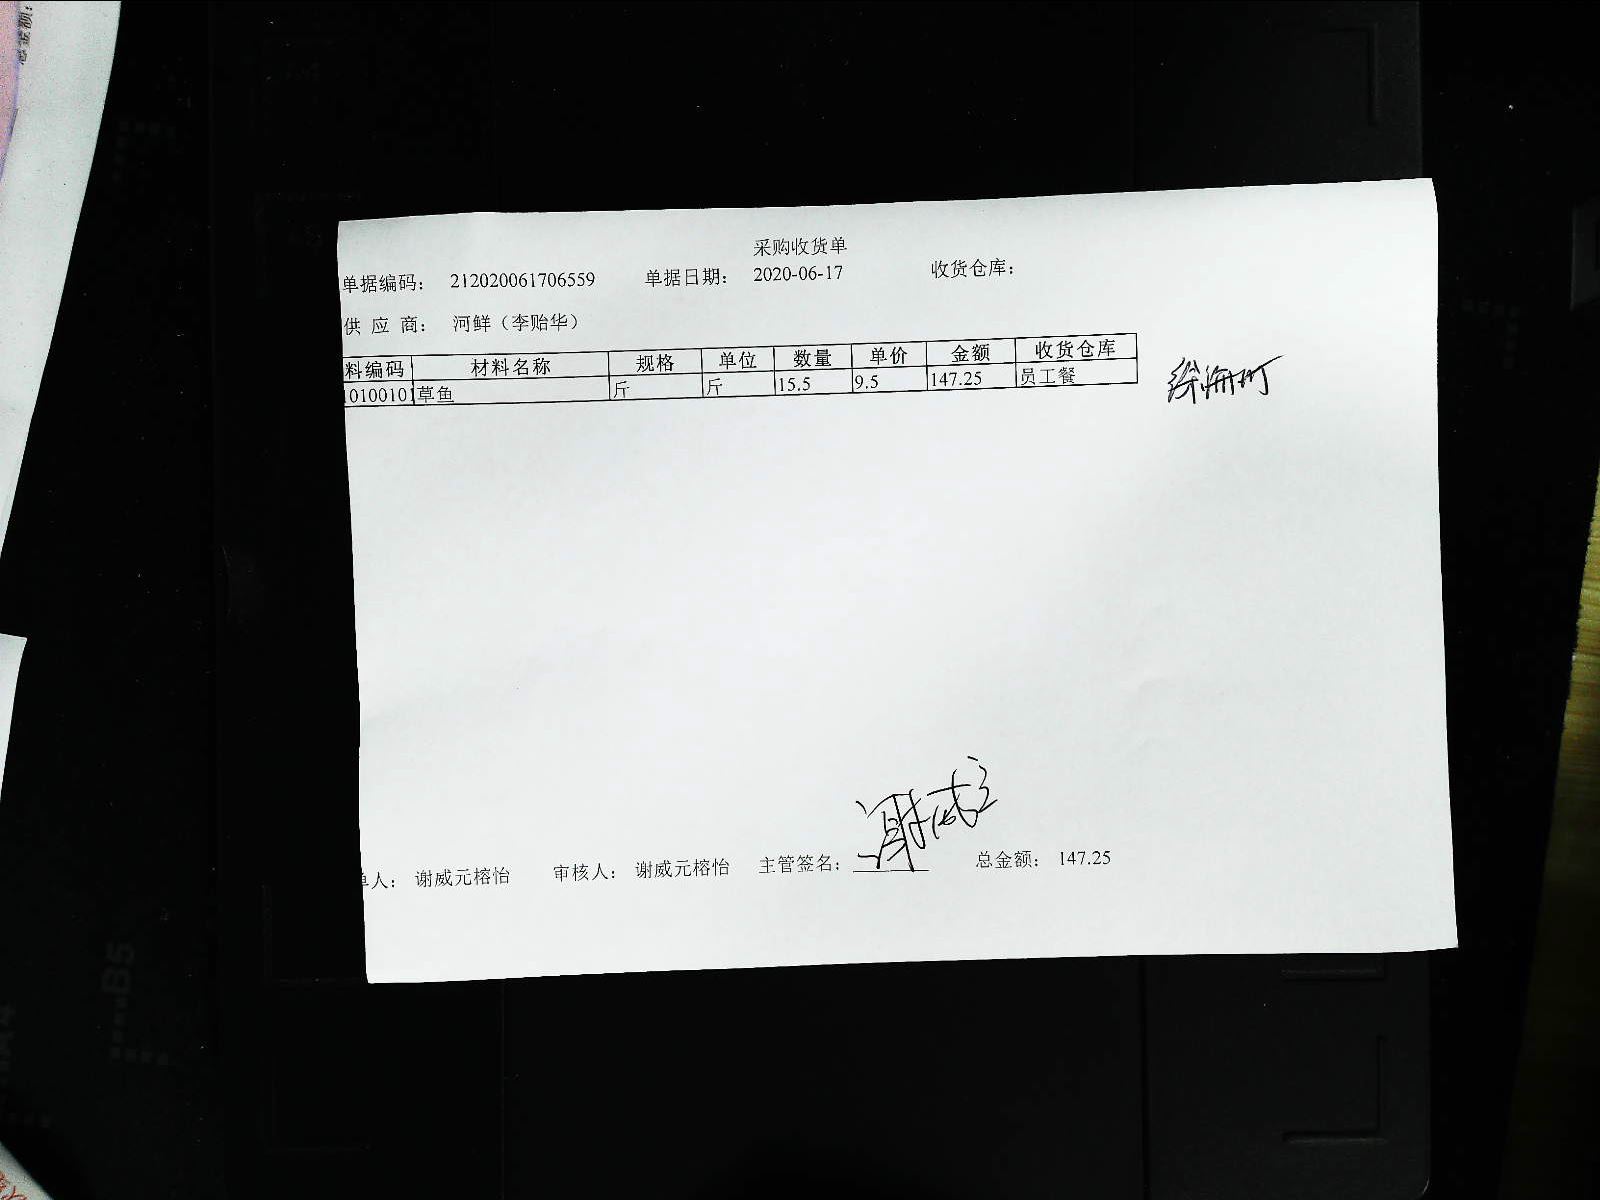 采购收货单
单据编码： 212020061706559 单据日期： 2020-06-17 收货仓库：
供 应 商： 河鲜（李贻华）
料编码 材料名称 规格 单位 数量 单价 金额 收货仓库
10100101 草鱼 斤 斤 15.5 9.5 147.25 员工餐
单人： 谢威元榕怡 审核人： 谢威元榕怡 主管签名： 总金额： 147.25
B5